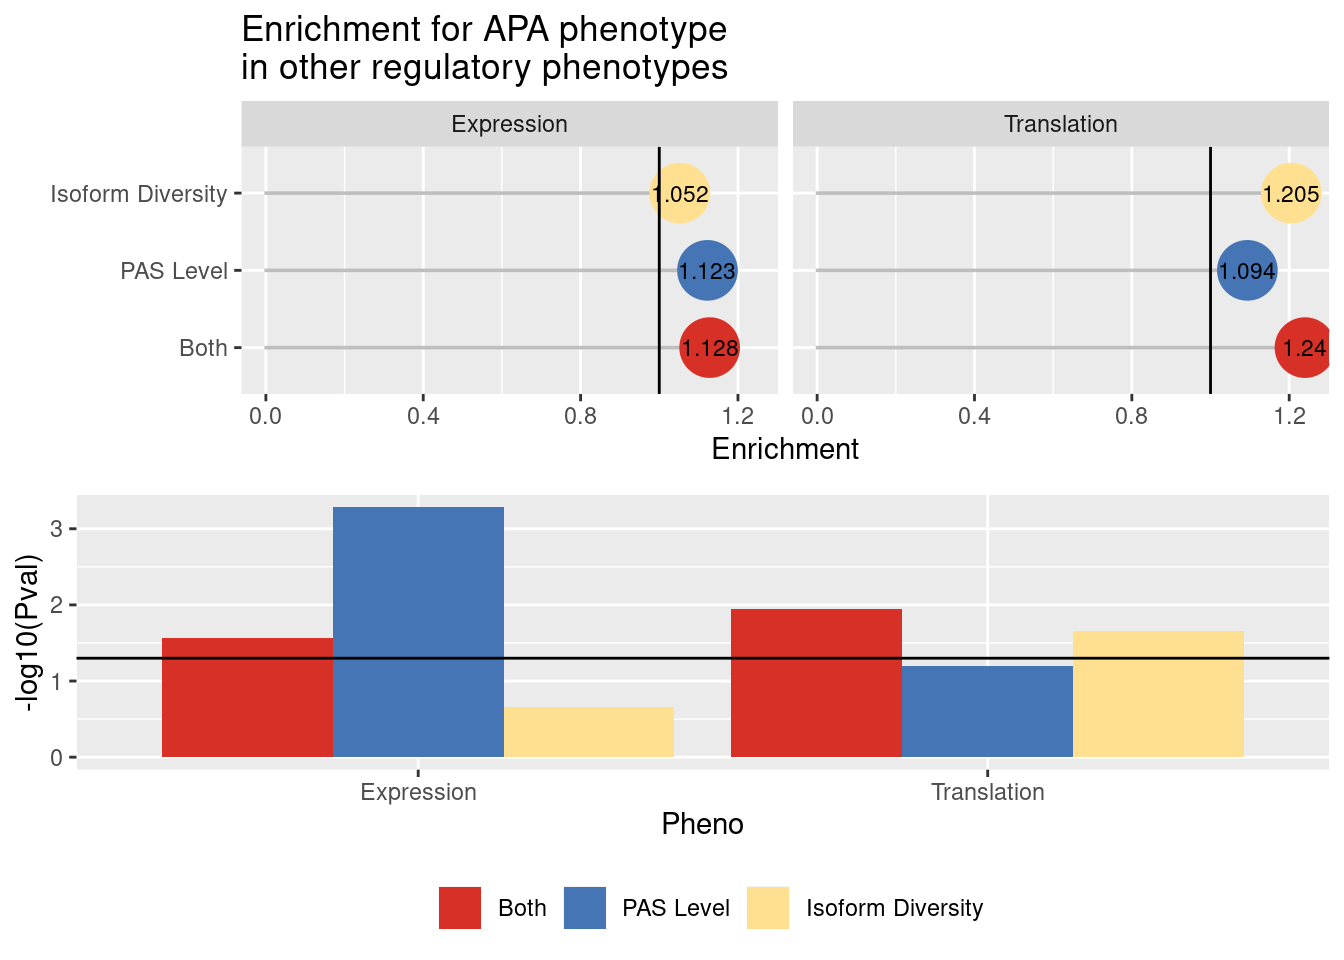 Enrichment for APA phenotype
in other regulatory phenotypes
Expression
Translation
Isoform Diversity
1.052
1.205
PAS Level
1.123
1.094
Both
1.128
1.24
0.0 0.4 0.8 1.2
0.0 0.4 0.8 1.2
Enrichment
-log10(Pval)
3
2
1
0
Expression
Translation
Pheno
Both
PAS Level
Isoform Diversity